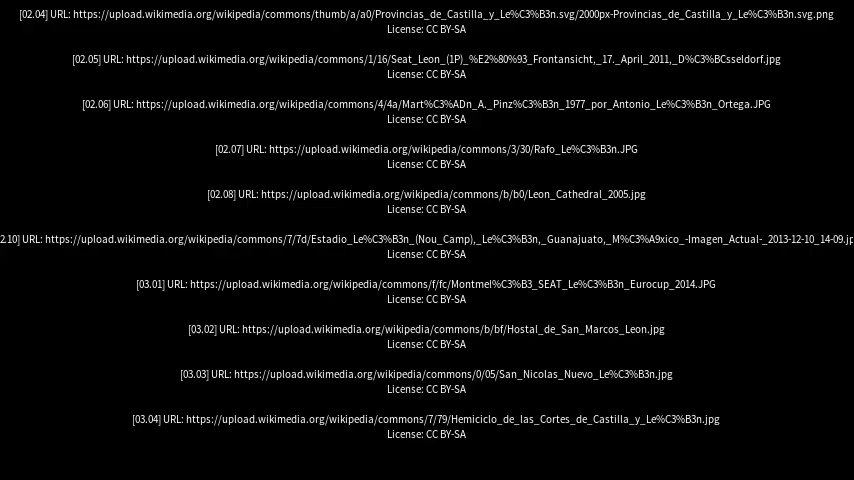 [02.04] URL: https://upload.wikimedia.org/wikipedia/commons/thumb/a/a0/Provincias_de_Castilla_y_Le%C3%B3n.svg/2000px-Provincias_de_Castilla_y_Le%C3%B3n.svg.png
License: CC BY-SA
[02.05] URL: https://upload.wikimedia.org/wikipedia/commons/1/16/Seat_Leon_(1P)_%E2%80%93_Frontansicht,_17._April_2011,_D%C3%BCsseldorf.jpg
License: CC BY-SA
[02.06] URL: https://upload.wikimedia.org/wikipedia/commons/4/4a/Mart%C3%ADn_A._Pinz%C3%B3n_1977_por_Antonio_Le%C3%B3n_Ortega.JPG
License: CC BY-SA
[02.07] URL: https://upload.wikimedia.org/wikipedia/commons/3/30/Rafo_Le%C3%B3n.JPG
License: CC BY-SA
[02.08] URL: https://upload.wikimedia.org/wikipedia/commons/b/b0/Leon_Cathedral_2005.jpg
License: CC BY-SA
2.10] URL: https://upload.wikimedia.org/wikipedia/commons/7/7d/Estadio_Le%C3%B3n_(Nou_Camp),_Le%C3%B3n,_Guanajuato,_M%C3%A9xico_-Imagen_Actual-_2013-12-10_14-09.jp
License: CC BY-SA
[03.01] URL: https://upload.wikimedia.org/wikipedia/commons/f/fc/Montmel%C3%B3_SEAT_Le%C3%B3n_Eurocup_2014.JPG
License: CC BY-SA
[03.02] URL: https://upload.wikimedia.org/wikipedia/commons/b/bf/Hostal_de_San_Marcos_Leon.jpg
License: CC BY-SA
[03.03] URL: https://upload.wikimedia.org/wikipedia/commons/0/05/San_Nicolas_Nuevo_Le%C3%B3n.jpg
License: CC BY-SA
[03.04] URL: https://upload.wikimedia.org/wikipedia/commons/7/79/Hemiciclo_de_las_Cortes_de_Castilla_y_Le%C3%B3n.jpg
License: CC BY-SA